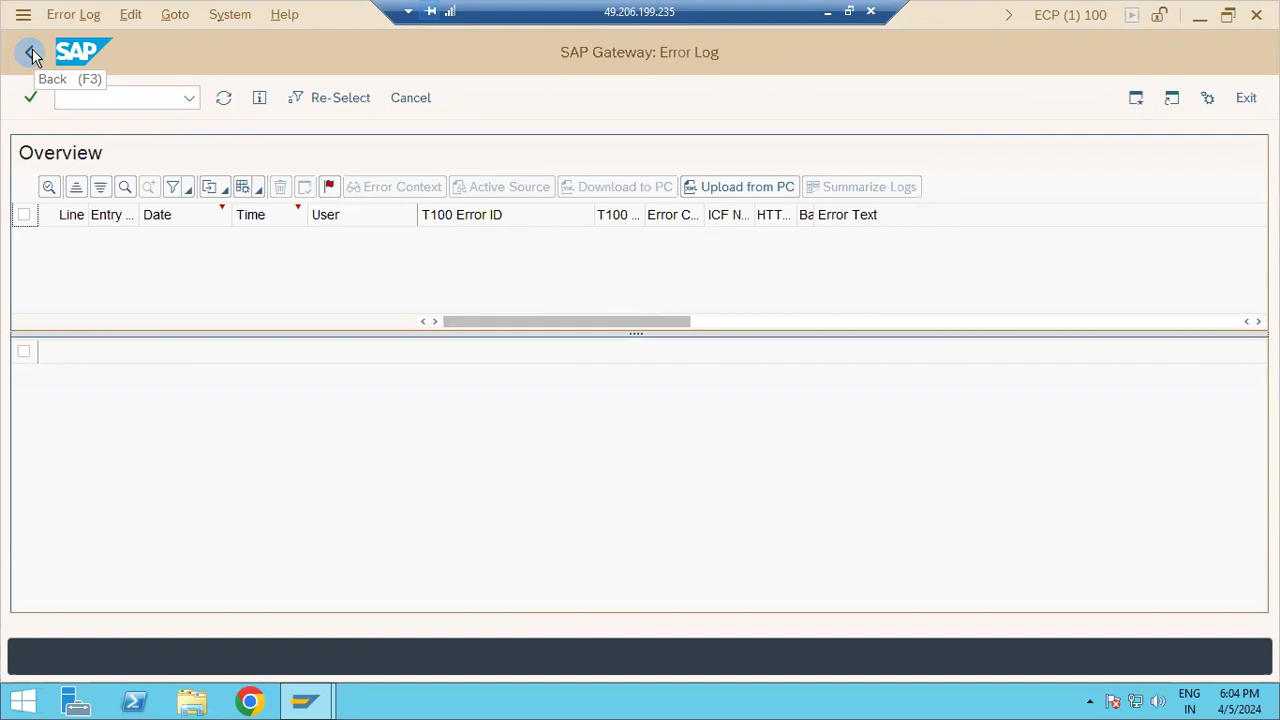 Error Log Edit Goto System Help 49.206.199.235 ECP (1) 100
SAP SAP Gateway: Error Log
Back (F3)
Re-Select Cancel Exit
Overview
Error Context Active Source Download to PC Upload from PC Summarize Logs
Line Entry ... Date Time User T100 Error ID T100 ... Error C... ICF N... HTT... Ba Error Text
ENG 6:04 PM
IN 4/5/2024